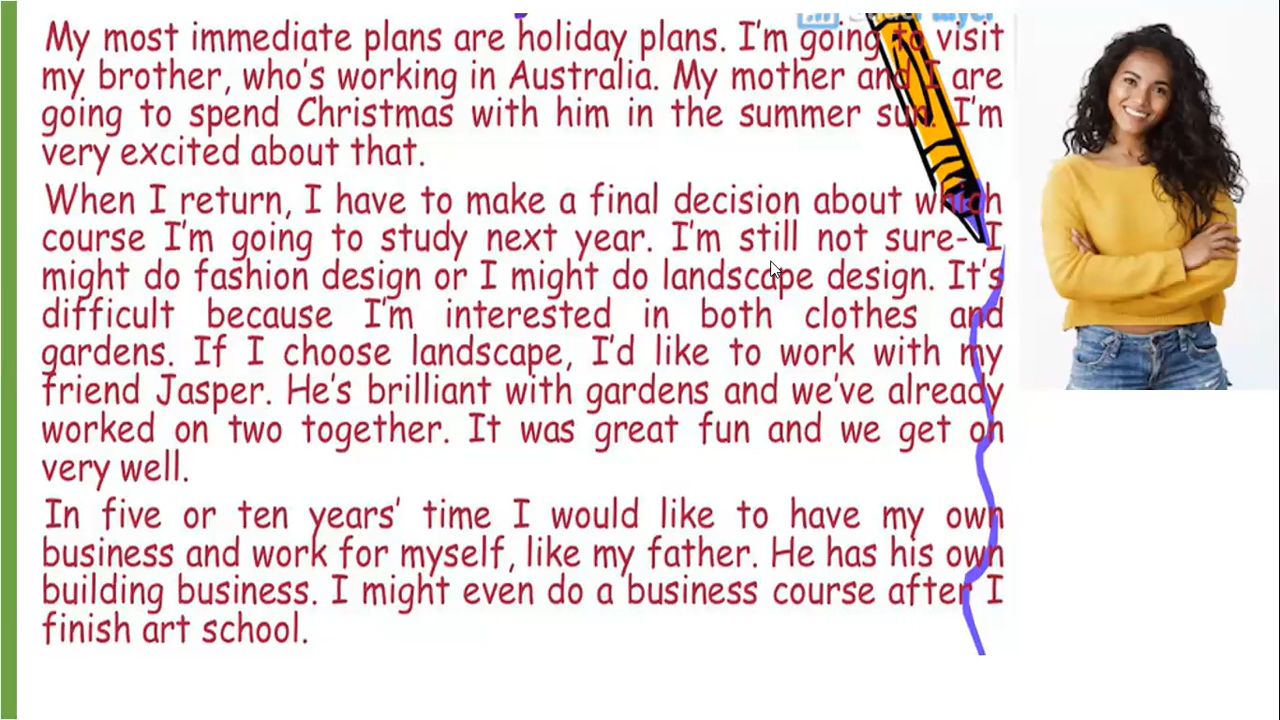 My most immediate plans are holiday plans. I'm going to visit
my brother, who's working in Australia. My mother and I are
going to spend Christmas with him in the summer sun. I'm
very excited about that.
When I return, I have to make a final decision about which
course I'm going to study next year. I'm still not sure- I
might do fashion design or I might do landscape design. It's
difficult because I'm interested in both clothes and
gardens. If I choose landscape, I'd like to work with my
friend Jasper. He's brilliant with gardens and we've already
worked on two together. It was great fun and we get on
very well.
In five or ten years' time I would like to have my own
business and work for myself, like my father. He has his own
building business. I might even do a business course after I
finish art school.